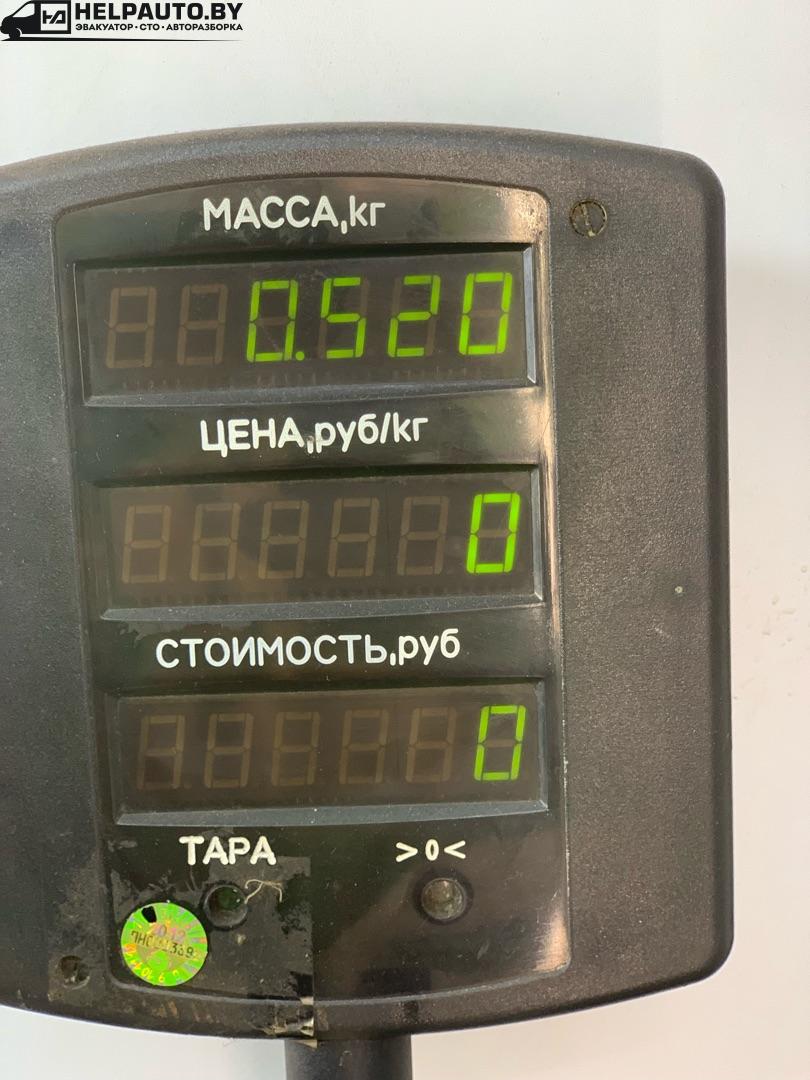 HELPAUTO.BY
ЭВАКУАТОР•СТО•АВТОРАЗБОРКА
МАССА,кг
0.520
ЦЕНА,руб/кг
0
СТОИМОСТЬ,руб
0
ТАРА >0<